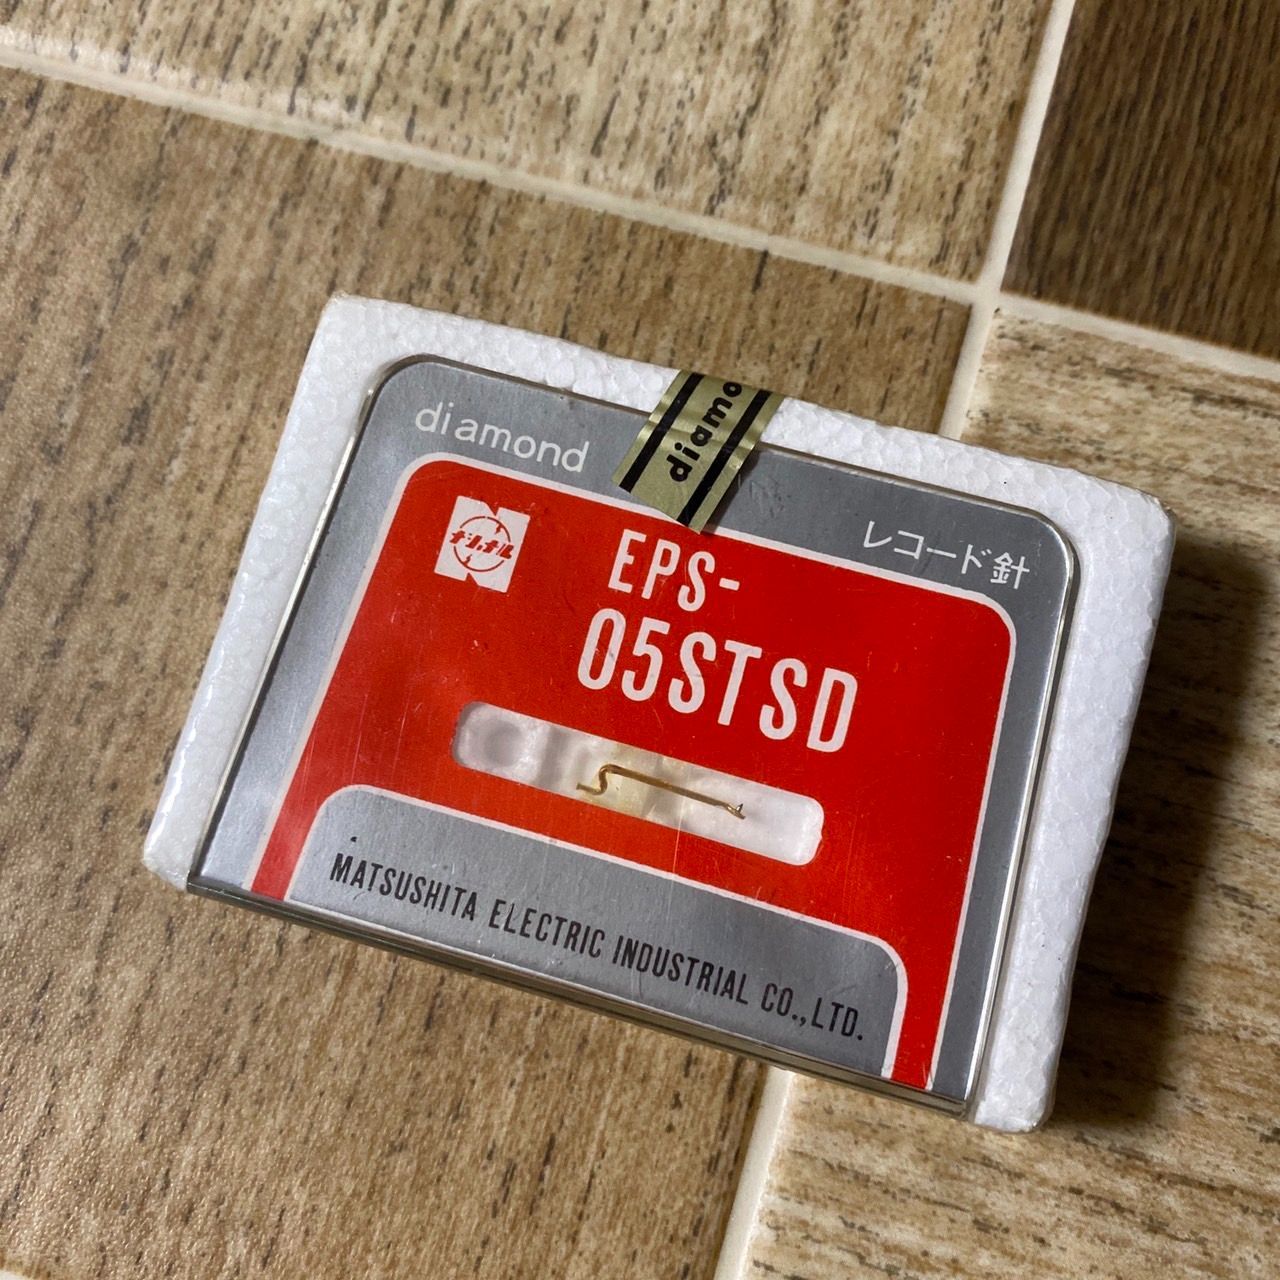 diamond
diamo
レコード針
ナショナル
EPS-
05STSD
MATSUSHITA ELECTRIC INDUSTRIAL CO.,LTD.